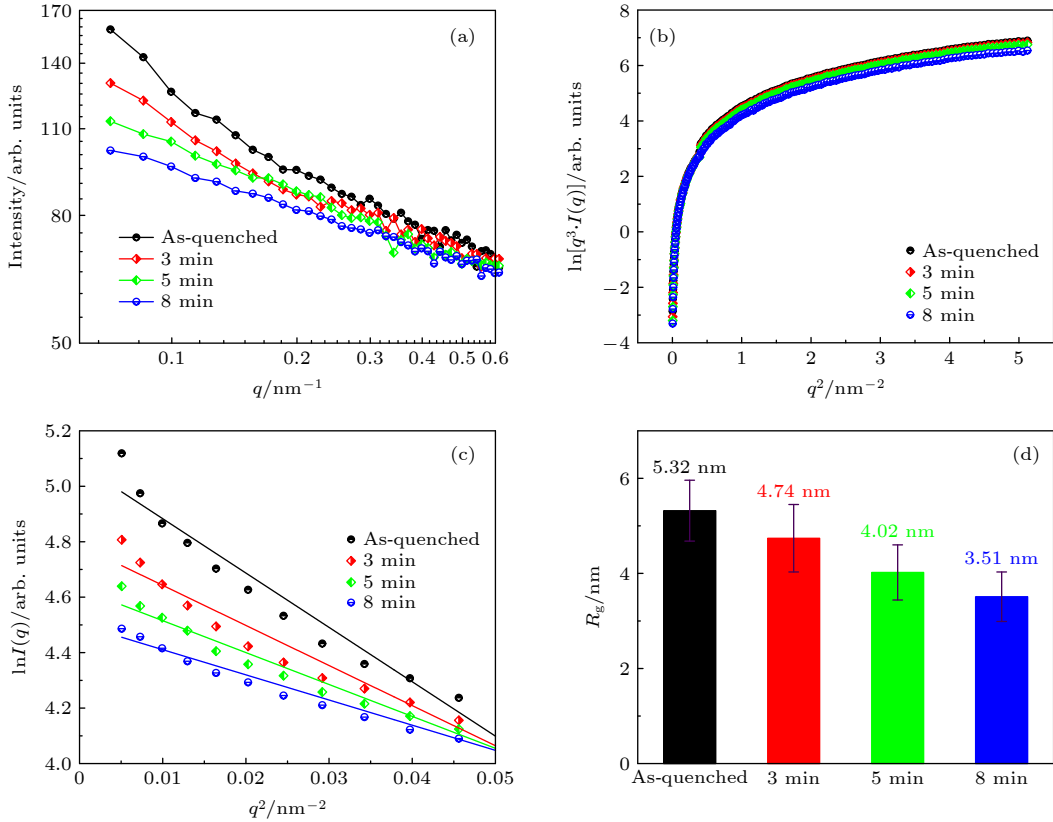 (a)
170
140
110
80
50
Intensity/arb. units
As-quenched
3 min
5 min
8 min
0.1
0.2
0.3
0.4
0.5
0.6
q/nm⁻¹
(b)
8
6
4
2
0
−2
−4
ln[q³·I(q)]/arb. units
As-quenched
3 min
5 min
8 min
0
1
2
3
4
5
q²/nm⁻²
(c)
5.2
5.0
4.8
4.6
4.4
4.2
4.0
lnI(q)/arb. units
As-quenched
3 min
5 min
8 min
0
0.01
0.02
0.03
0.04
0.05
q²/nm⁻²
(d)
6
4
2
0
Rg/nm
5.32 nm
4.74 nm
4.02 nm
3.51 nm
As-quenched
3 min
5 min
8 min